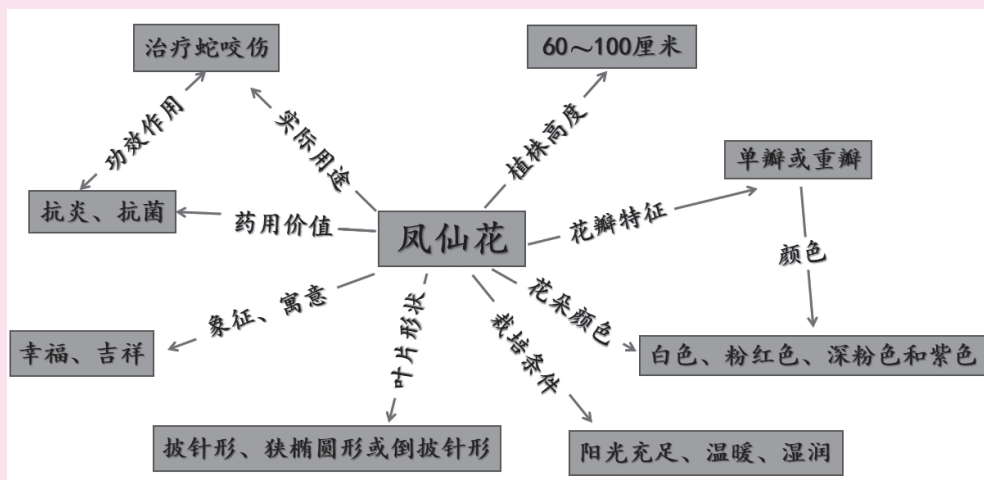 治疗蛇咬伤
60～100厘米
功效作用
实际用途
植株高度
单瓣或重瓣
抗炎、抗菌
药用价值
凤仙花
花瓣特征
颜色
象征、寓意
叶片形状
栽培条件
花朵颜色
幸福、吉祥
白色、粉红色、深粉色和紫色
披针形、狭椭圆形或倒披针形
阳光充足、温暖、湿润